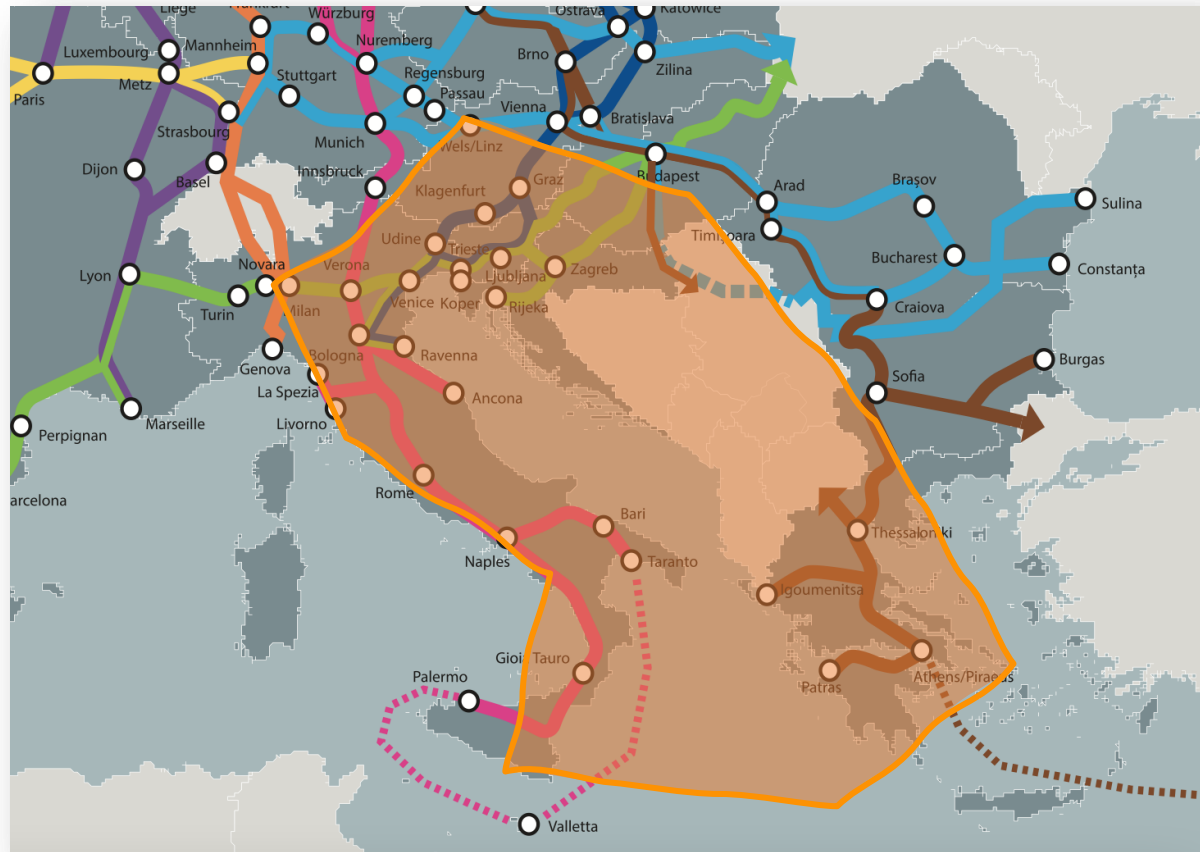 Liège
Frankfurt
Würzburg
Ostrava
Katowice
Luxembourg
Mannheim
Nuremberg
Brno
Zilina
Metz
Stuttgart
Regensburg
Paris
Passau
Vienna
Bratislava
Strasbourg
Munich
Wels/Linz
Dijon
Basel
Innsbruck
Klagenfurt
Graz
Budapest
Arad
Brașov
Sulina
Udine
Trieste
Timișoara
Bucharest
Constanța
Lyon
Novara
Verona
Ljubljana
Zagreb
Turin
Milan
Venice
Koper
Rijeka
Craiova
Bologna
Ravenna
Genova
Burgas
La Spezia
Sofia
Ancona
Perpignan
Marseille
Livorno
arcelona
Rome
Bari
Thessaloniki
Naples
Taranto
Igoumenitsa
Gioia Tauro
Palermo
Patras
Athens/Piraeus
Valletta